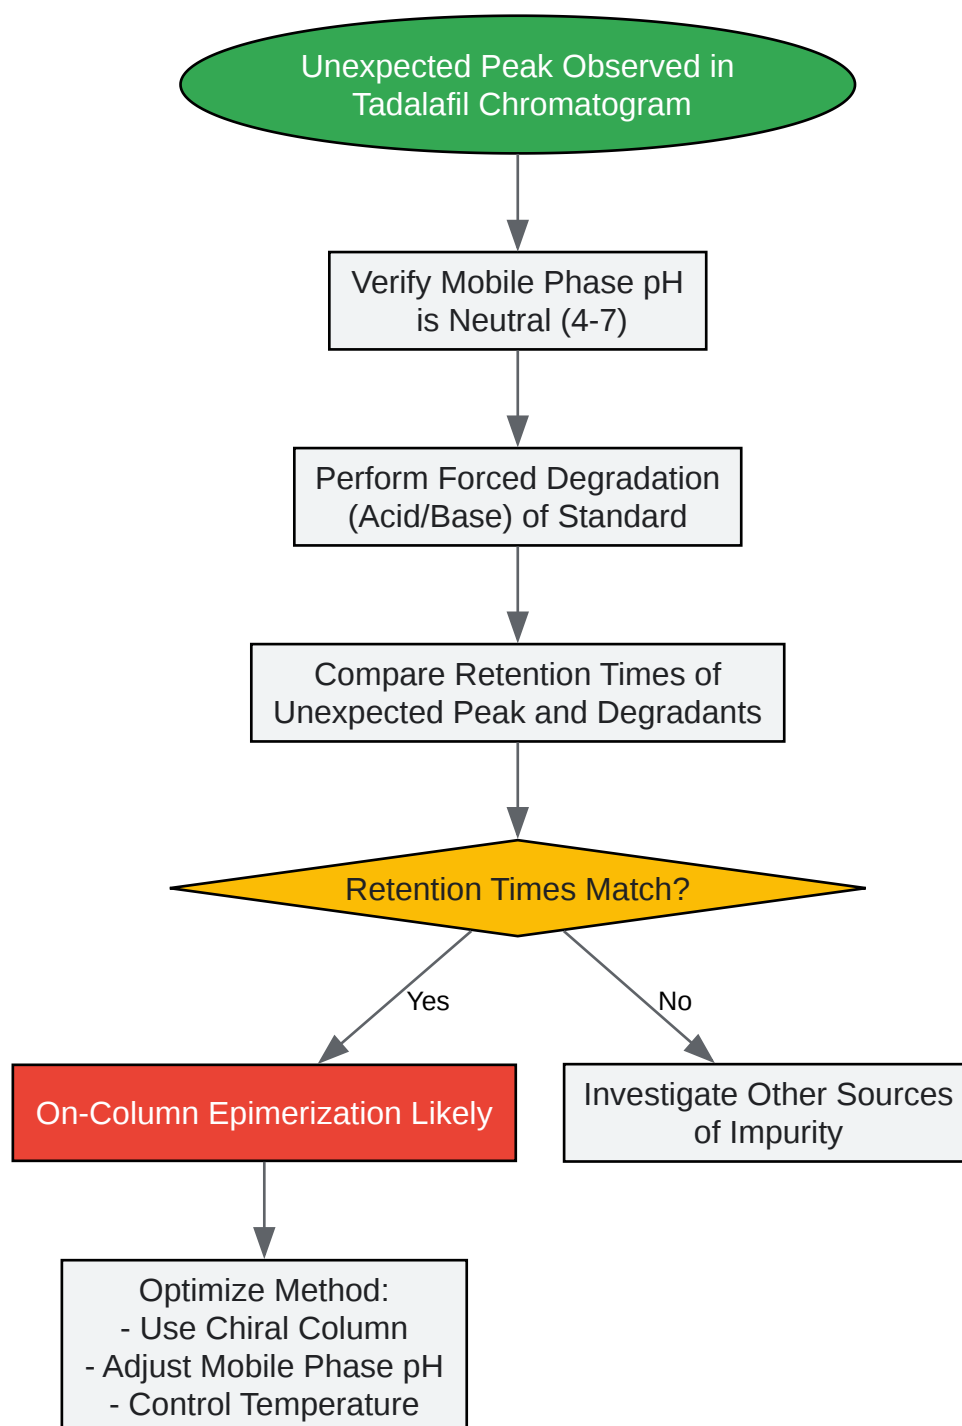 Unexpected Peak Observed in
Tadalafil Chromatogram
Verify Mobile Phase pH
is Neutral (4-7)
Perform Forced Degradation
(Acid/Base) of Standard
Compare Retention Times of
Unexpected Peak and Degradants
Retention Times Match?
Yes
No
On-Column Epimerization Likely
Investigate Other Sources
of Impurity
Optimize Method:
- Use Chiral Column
- Adjust Mobile Phase pH
- Control Temperature